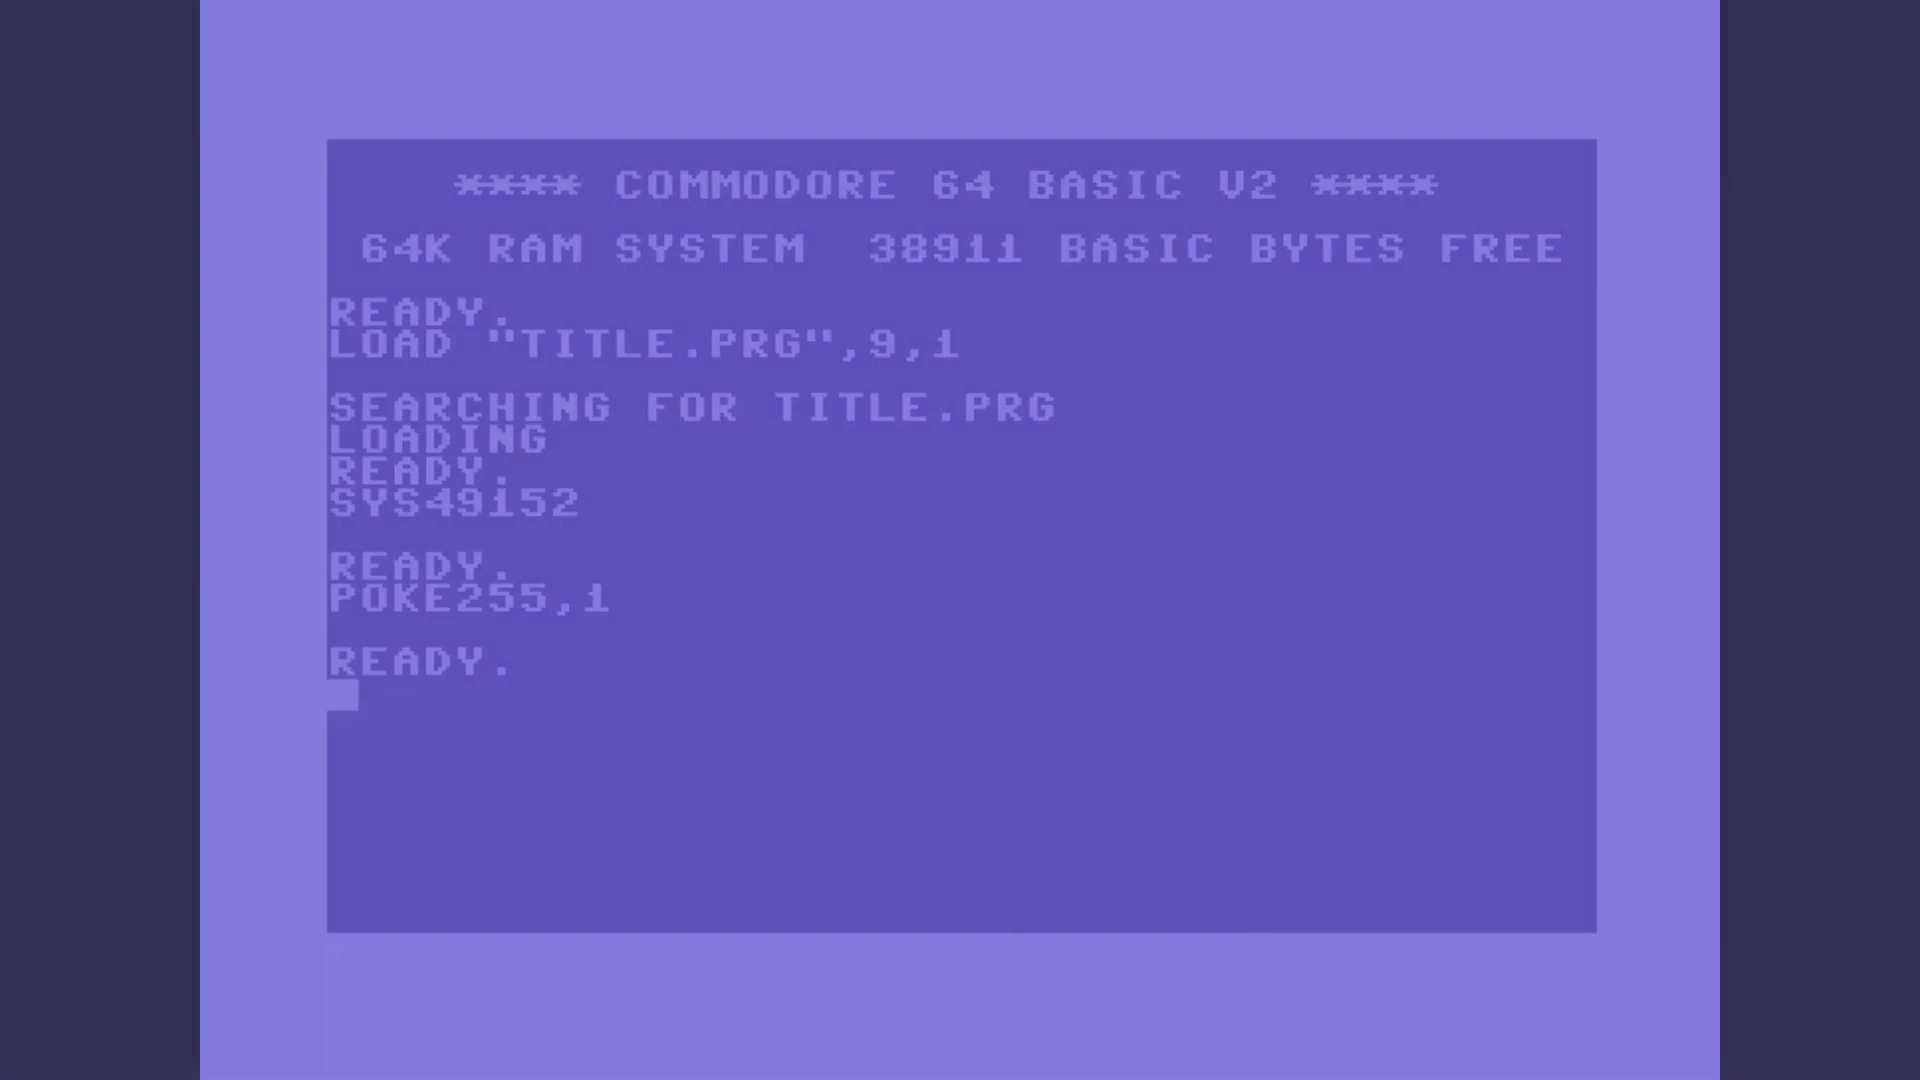 **** COMMODORE 64 BASIC V2 ****
64K RAM SYSTEM  38911 BASIC BYTES FREE
READY.
LOAD "TITLE.PRG",9,1
SEARCHING FOR TITLE.PRG
LOADING
READY.
SYS49152
READY.
POKE255,1
READY.